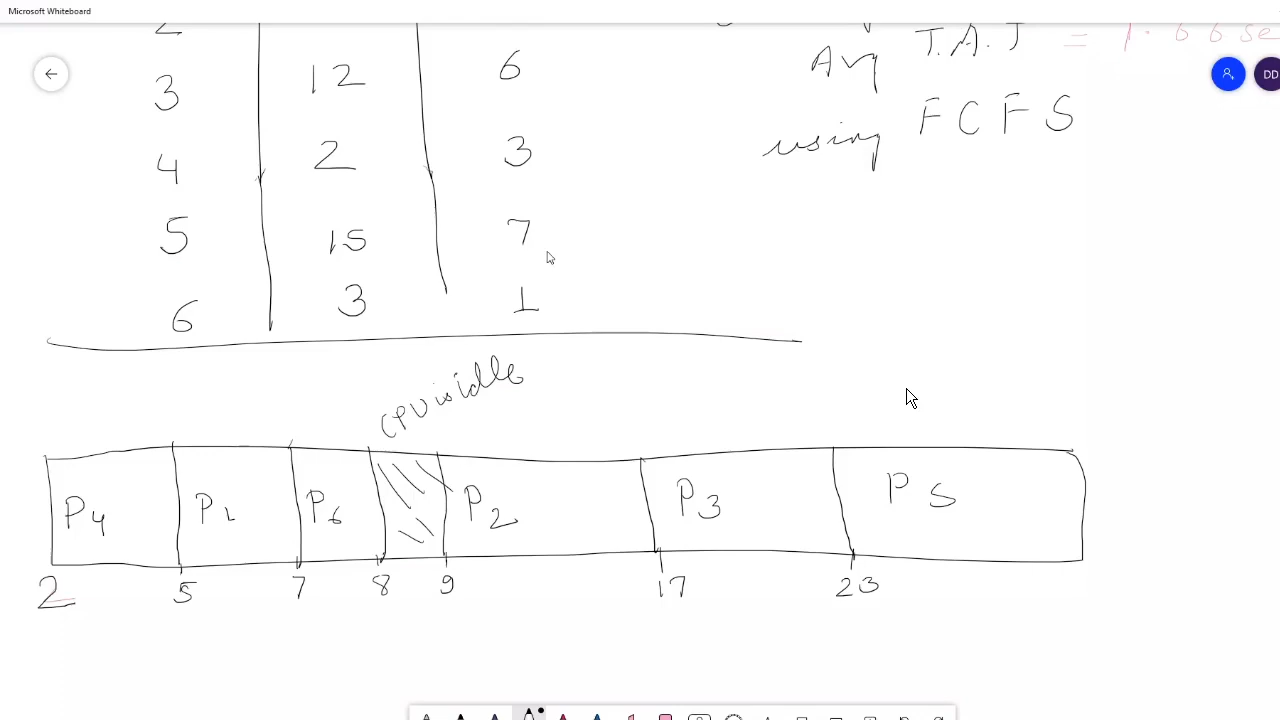 Microsoft Whiteboard
Avg T.A.T =
3 12 6
DD
using FCFS
4 2 3
5 15 7
6 3 1
CPU is idle
P4 P1 P6 P2 P3 P5
2 5 7 8 9 17 23